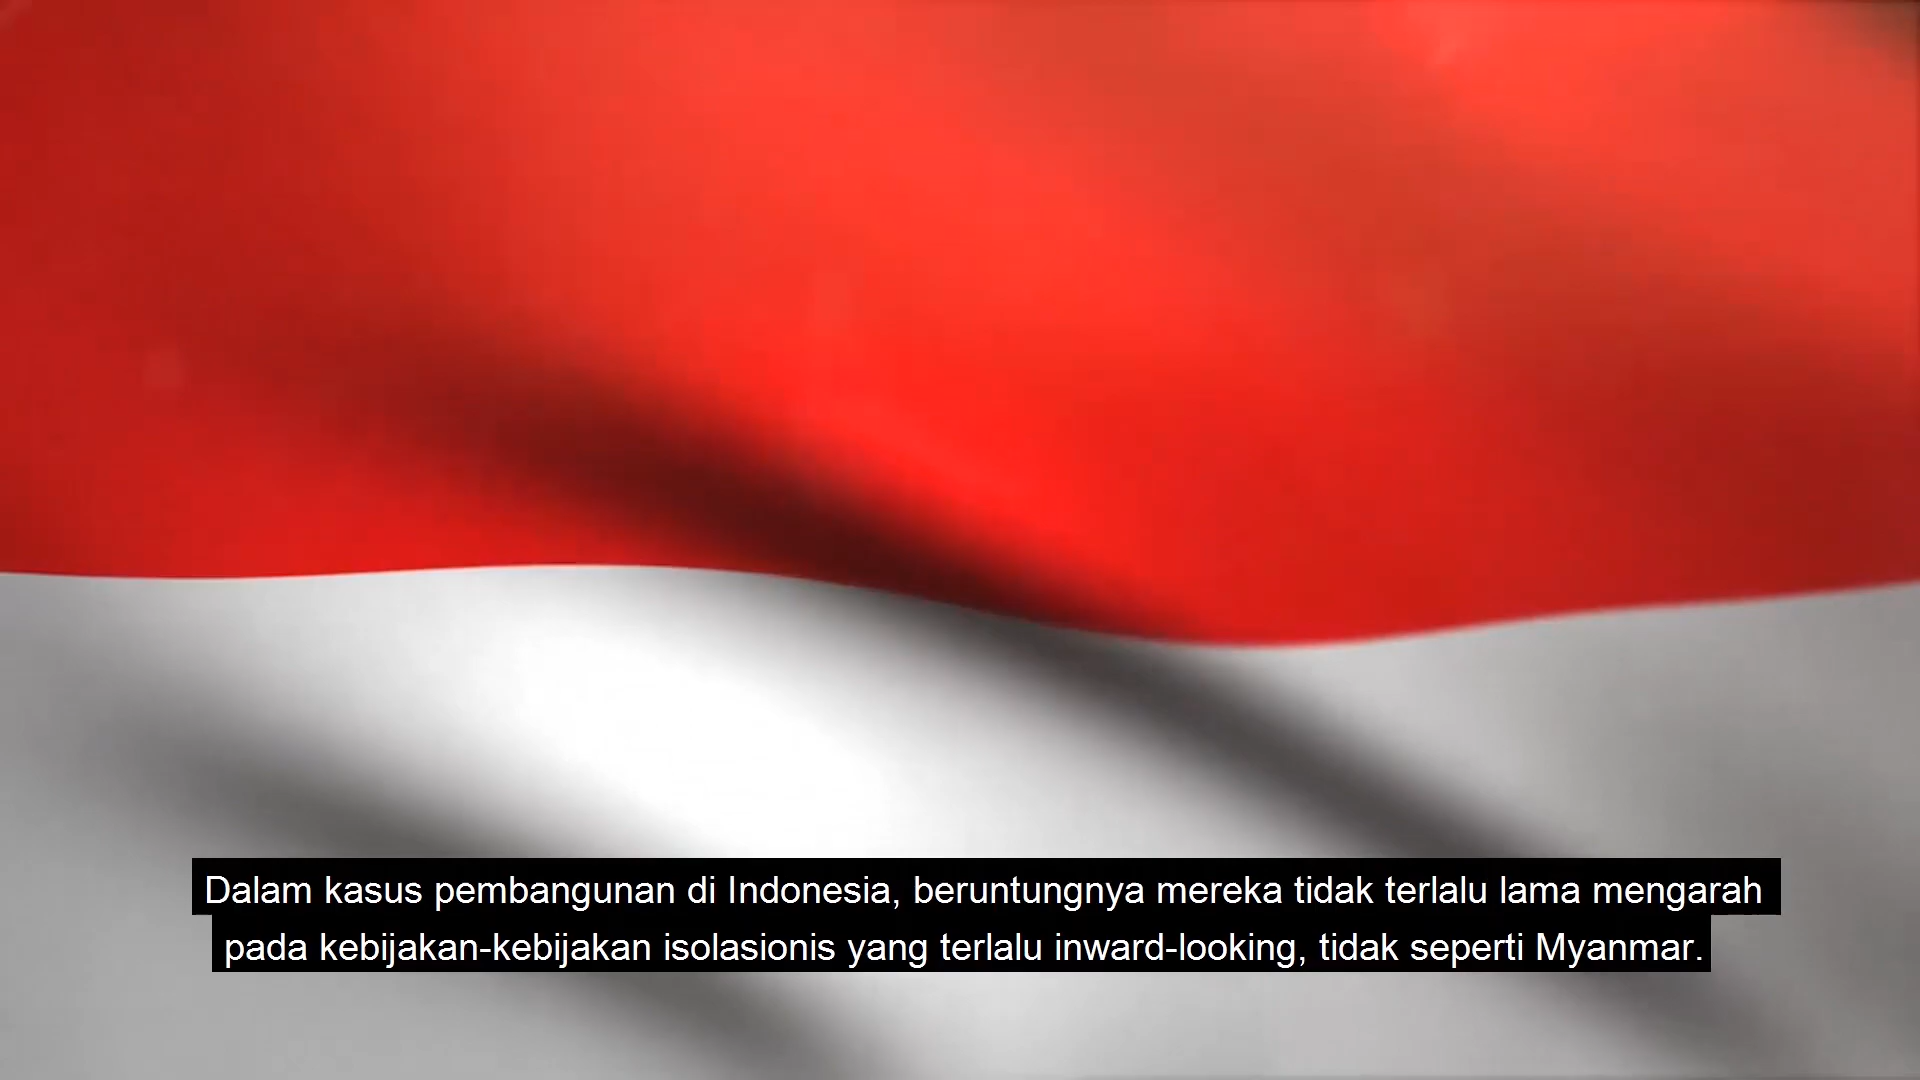 Dalam kasus pembangunan di Indonesia, beruntungnya mereka tidak terlalu lama mengarah
pada kebijakan-kebijakan isolasionis yang terlalu inward-looking, tidak seperti Myanmar.